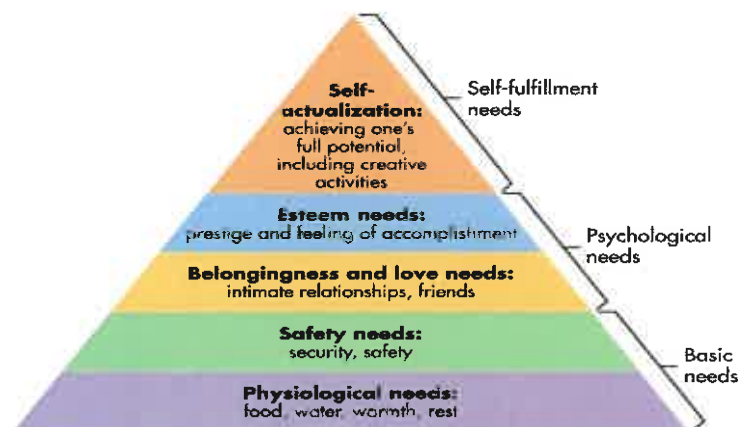 Self-
actualization:
achieving one's
full potential,
including creative
activities
Esteem needs:
prestige and feeling of accomplishment
Belongingness and love needs:
intimate relationships, friends
Safety needs:
security, safety
Physiological needs:
food, water, warmth, rest
Self-fulfillment
needs
Psychological
needs
Basic
needs